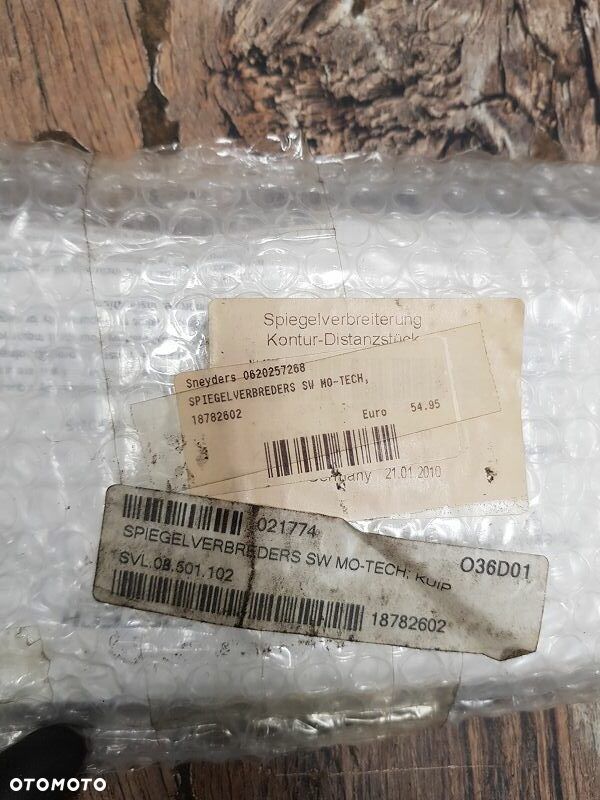 Spiegelverbreiterung
Kontur-Distanzstück
Sneyders 0620257268
SPIEGELVERBREDERS SW MO-TECH,
18782602
Euro 54.95
Germany 21.01.2010
021774
SPIEGELVERBREDERS SW MO-TECH, Kuip
O36D01
SVL.08.501.102
18782602
OTOMOTO